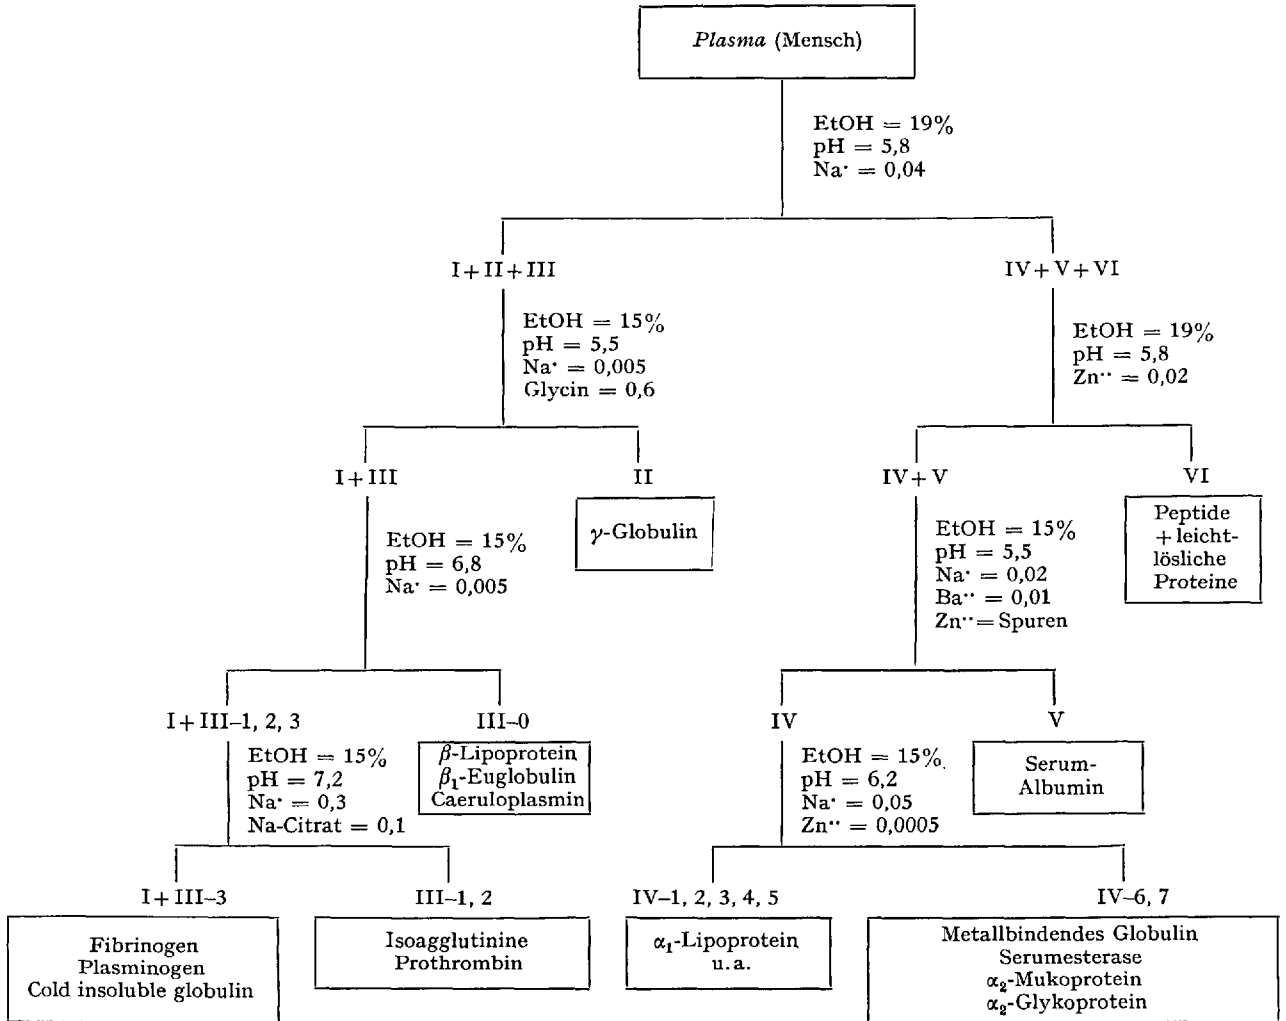 Plasma (Mensch)
EtOH = 19%
pH = 5,8
Na· = 0,04
I+II+III
IV+V+VI
EtOH = 15%
pH = 5,5
Na· = 0,005
Glycin = 0,6
EtOH = 19%
pH = 5,8
Zn·· = 0,02
I+III
II
IV+V
VI
γ-Globulin
Peptide
+leicht-
lösliche
Proteine
EtOH = 15%
pH = 6,8
Na· = 0,005
EtOH = 15%
pH = 5,5
Na· = 0,02
Ba·· = 0,01
Zn·· = Spuren
I+III–1, 2, 3
III–0
IV
V
EtOH = 15%
pH = 7,2
Na· = 0,3
Na-Citrat = 0,1
β-Lipoprotein
β₁-Euglobulin
Caeruloplasmin
EtOH = 15%
pH = 6,2
Na· = 0,05
Zn·· = 0,0005
Serum-
Albumin
I+III–3
III–1, 2
IV–1, 2, 3, 4, 5
IV–6, 7
Fibrinogen
Plasminogen
Cold insoluble globulin
Isoagglutinine
Prothrombin
α₁-Lipoprotein
u.a.
Metallbindendes Globulin
Serumesterase
α₂-Mukoprotein
α₂-Glykoprotein